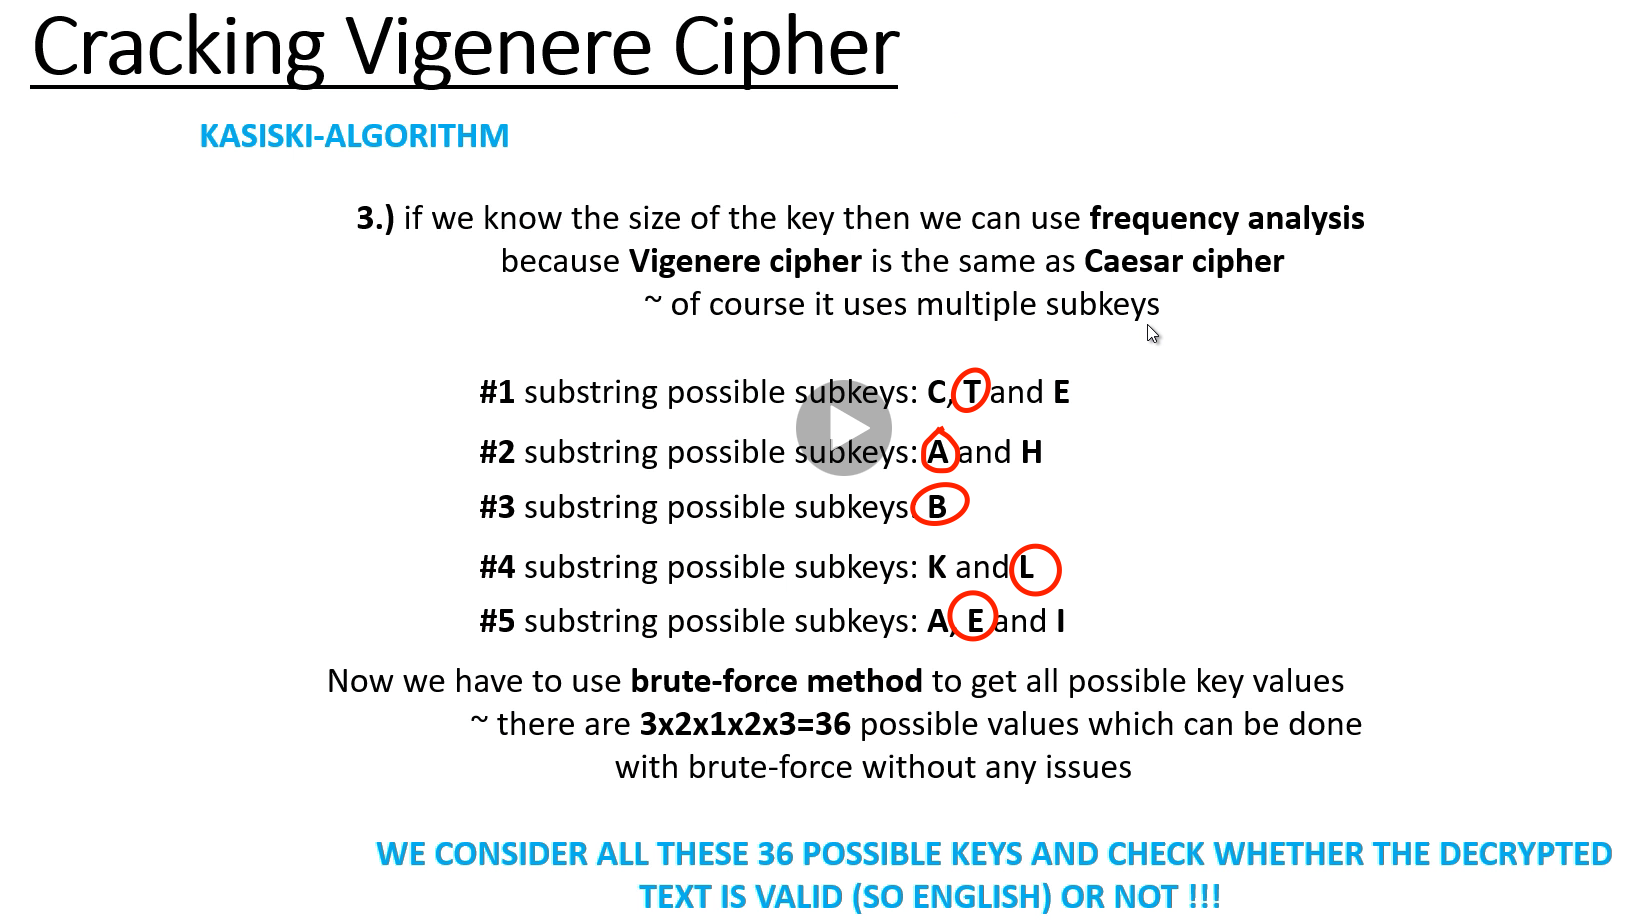 Cracking Vigenere Cipher
KASISKI-ALGORITHM
3.) if we know the size of the key then we can use frequency analysis
because Vigenere cipher is the same as Caesar cipher
~ of course it uses multiple subkeys
#1 substring possible subkeys: C, T and E
#2 substring possible subkeys: A and H
#3 substring possible subkeys: B
#4 substring possible subkeys: K and L
#5 substring possible subkeys: A, E and I
Now we have to use brute-force method to get all possible key values
~ there are 3x2x1x2x3=36 possible values which can be done
with brute-force without any issues
WE CONSIDER ALL THESE 36 POSSIBLE KEYS AND CHECK WHETHER THE DECRYPTED
TEXT IS VALID (SO ENGLISH) OR NOT !!!